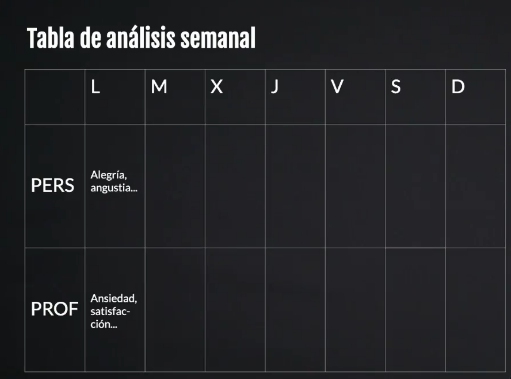 Tabla de análisis semanal
L M X J V S D
PERS
Alegría,
angustia...
PROF
Ansiedad,
satisfac-
ción...